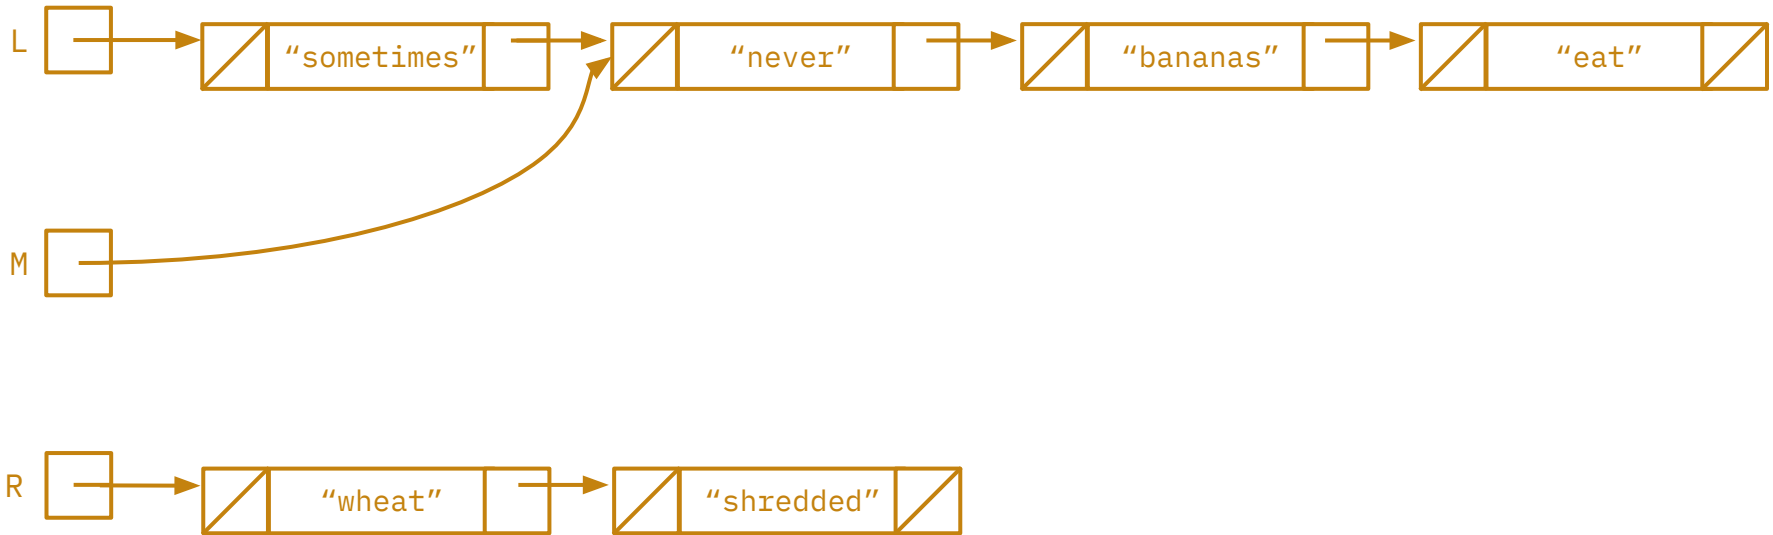 L “sometimes” “never” “bananas” “eat”
M
R “wheat” “shredded”